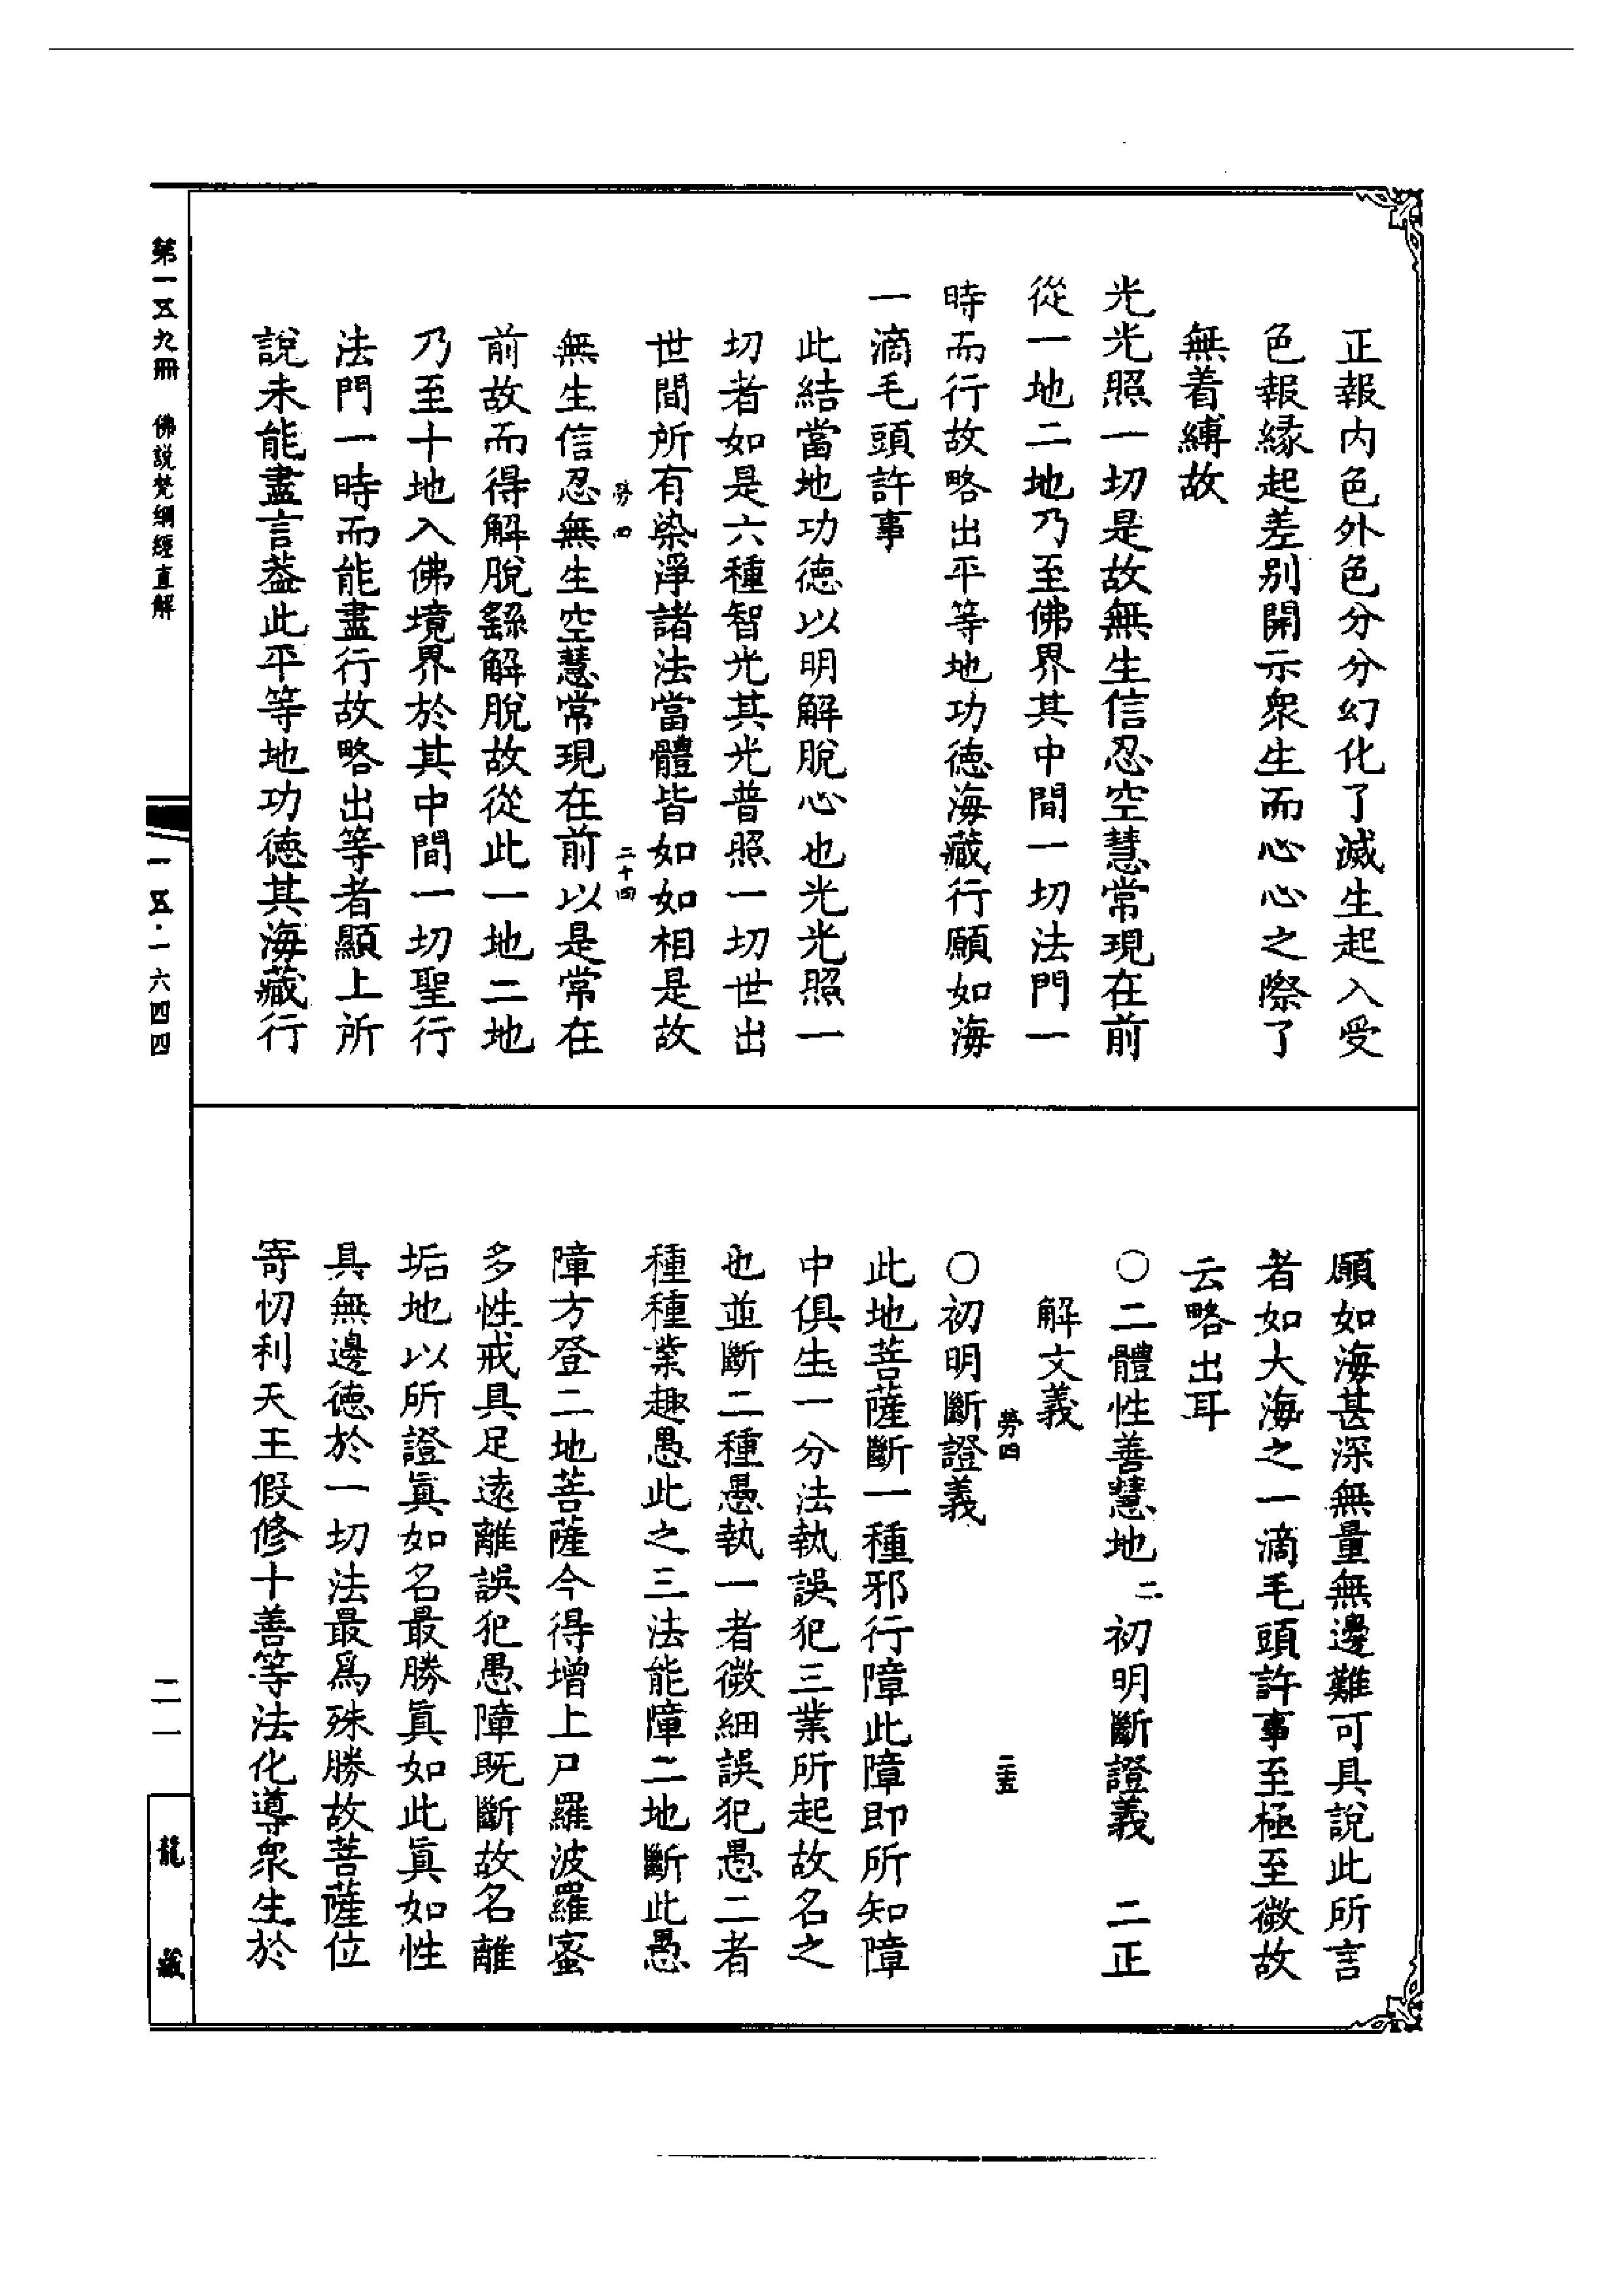 正報内色外色分分幻化了滅生起入受
色報緣起差别開示衆生而心心之際了
無着縛故
光光照一切是故無生信忍空慧常現在前
從一地二地乃至佛界其中間一切法門一
時而行故略出平等地功德海藏行願如海
一滴毛頭許事
此結當地功德以明解脫心也光光照一
切者如是六種智光其光普照一切世出
世間所有染淨諸法當體皆如如相是故
勞四 二十四
無生信忍無生空慧常現在前以是常在
前故而得解脫繇解脫故從此一地二地
乃至十地入佛境界於其中間一切聖行
法門一時而能盡行故略出等者顯上所
說未能盡言葢此平等地功德其海藏行
願如海甚深無量無邊難可具說此所言
者如大海之一滴毛頭許事至極至微故
云略出耳
○二體性善慧地二 初明斷證義 二正
解文義
勞四 二十五
○初明斷證義
此地菩薩斷一種邪行障此障即所知障
中俱生一分法執誤犯三業所起故名之
也並斷二種愚執一者微細誤犯愚二者
種種業趣愚此之三法能障二地斷此愚
障方登二地菩薩今得增上尸羅波羅蜜
多性戒具足遠離誤犯愚障既斷故名離
垢地以所證眞如名最勝眞如此眞如性
具無邊德於一切法最爲殊勝故菩薩位
寄忉利天王假修十善等法化導衆生於
第一五九冊 佛說梵網經直解
一五·一六四四
二一
龍藏